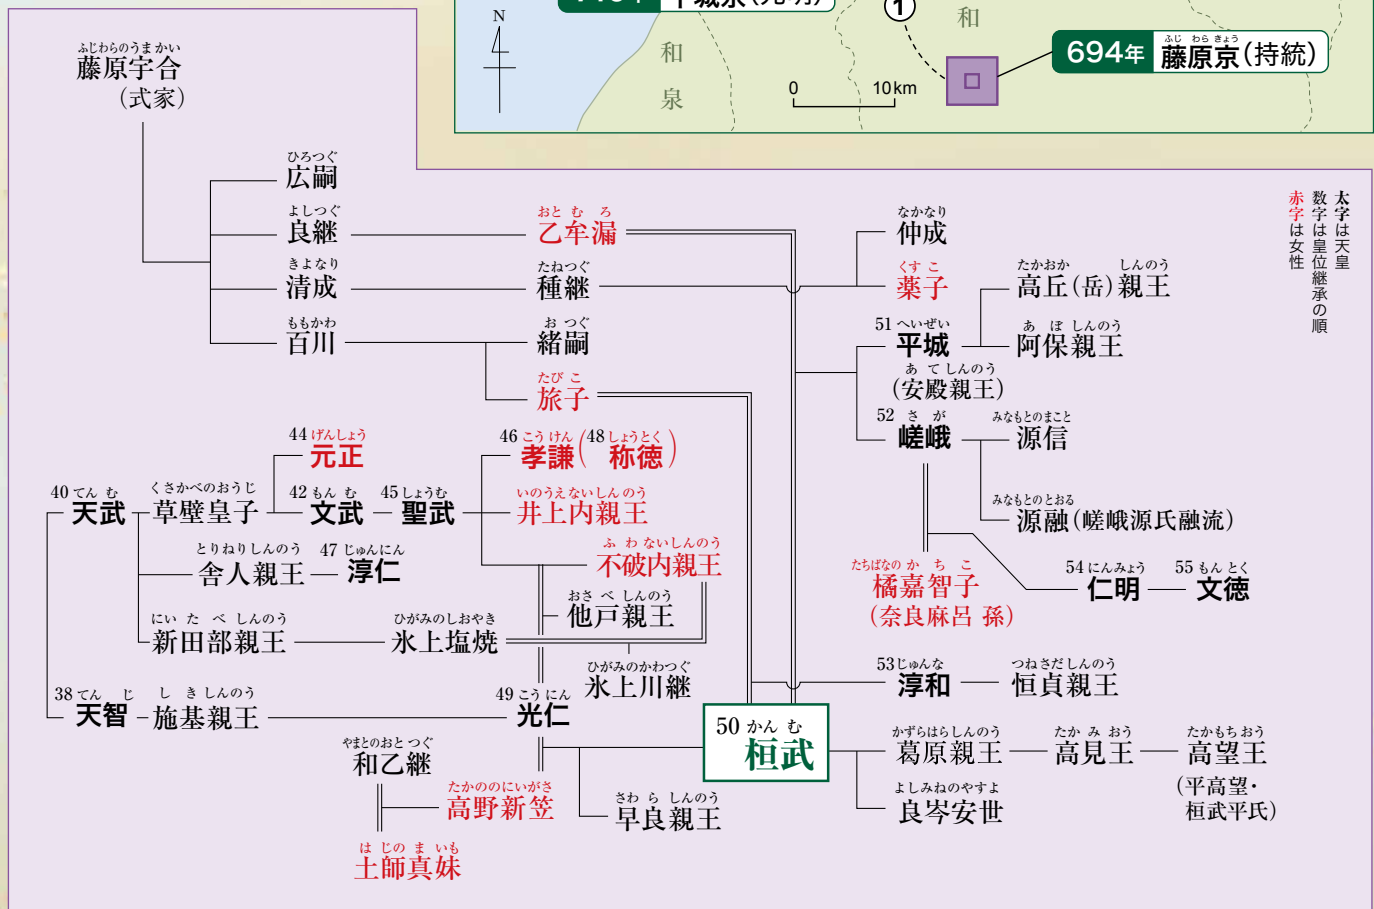 平城京(元明)
①
和
和
泉
N
0 10km
694年 藤原京(持統)
ふじ わら きょう
ふじわらのうまかい
藤原宇合
(式家)
ひろつぐ
広嗣
よしつぐ
良継
きよなり
清成
ももかわ
百川
おと む ろ
乙牟漏
たねつぐ
種継
お つぐ
緒嗣
たび こ
旅子
なかなり
仲成
くす こ
薬子
たかおか しんのう
高丘(岳)親王
51 へいぜい
平城
(安殿親王)
あ て しんのう
あ ぼ しんのう
阿保親王
52 さ が
嵯峨
みなもとのまこと
源信
みなもとのとおる
源融(嵯峨源氏融流)
たちばなの か ち こ
橘嘉智子
(奈良麻呂 孫)
54 にんみょう
仁明
55 もん とく
文徳
太字は天皇
数字は皇位継承の順
赤字は女性
44 げんしょう
元正
46 こう けん
孝謙
(48 しょうとく
称徳)
40 てん む
天武
くさかべのおうじ
草壁皇子
42 もん む
文武
45 しょうむ
聖武
いのうえないしんのう
井上内親王
とねりしんのう
舎人親王
47 じゅんにん
淳仁
ふ わ ないしんのう
不破内親王
おさ べ しんのう
他戸親王
にい た べ しんのう
新田部親王
ひがみのしおやき
氷上塩焼
ひがみのかわつぐ
氷上川継
53 じゅんな
淳和
つねさだしんのう
恒貞親王
38 てん じ
天智
し き しんのう
施基親王
49 こう にん
光仁
50 かん む
桓武
かずらはらしんのう
葛原親王
たか み おう
高見王
たかもち おう
高望王
(平高望・
桓武平氏)
よしみねのやすよ
良岑安世
やまとのおと つぐ
和乙継
たかののにいがさ
高野新笠
さわ ら しんのう
早良親王
は じの ま いも
土師真妹